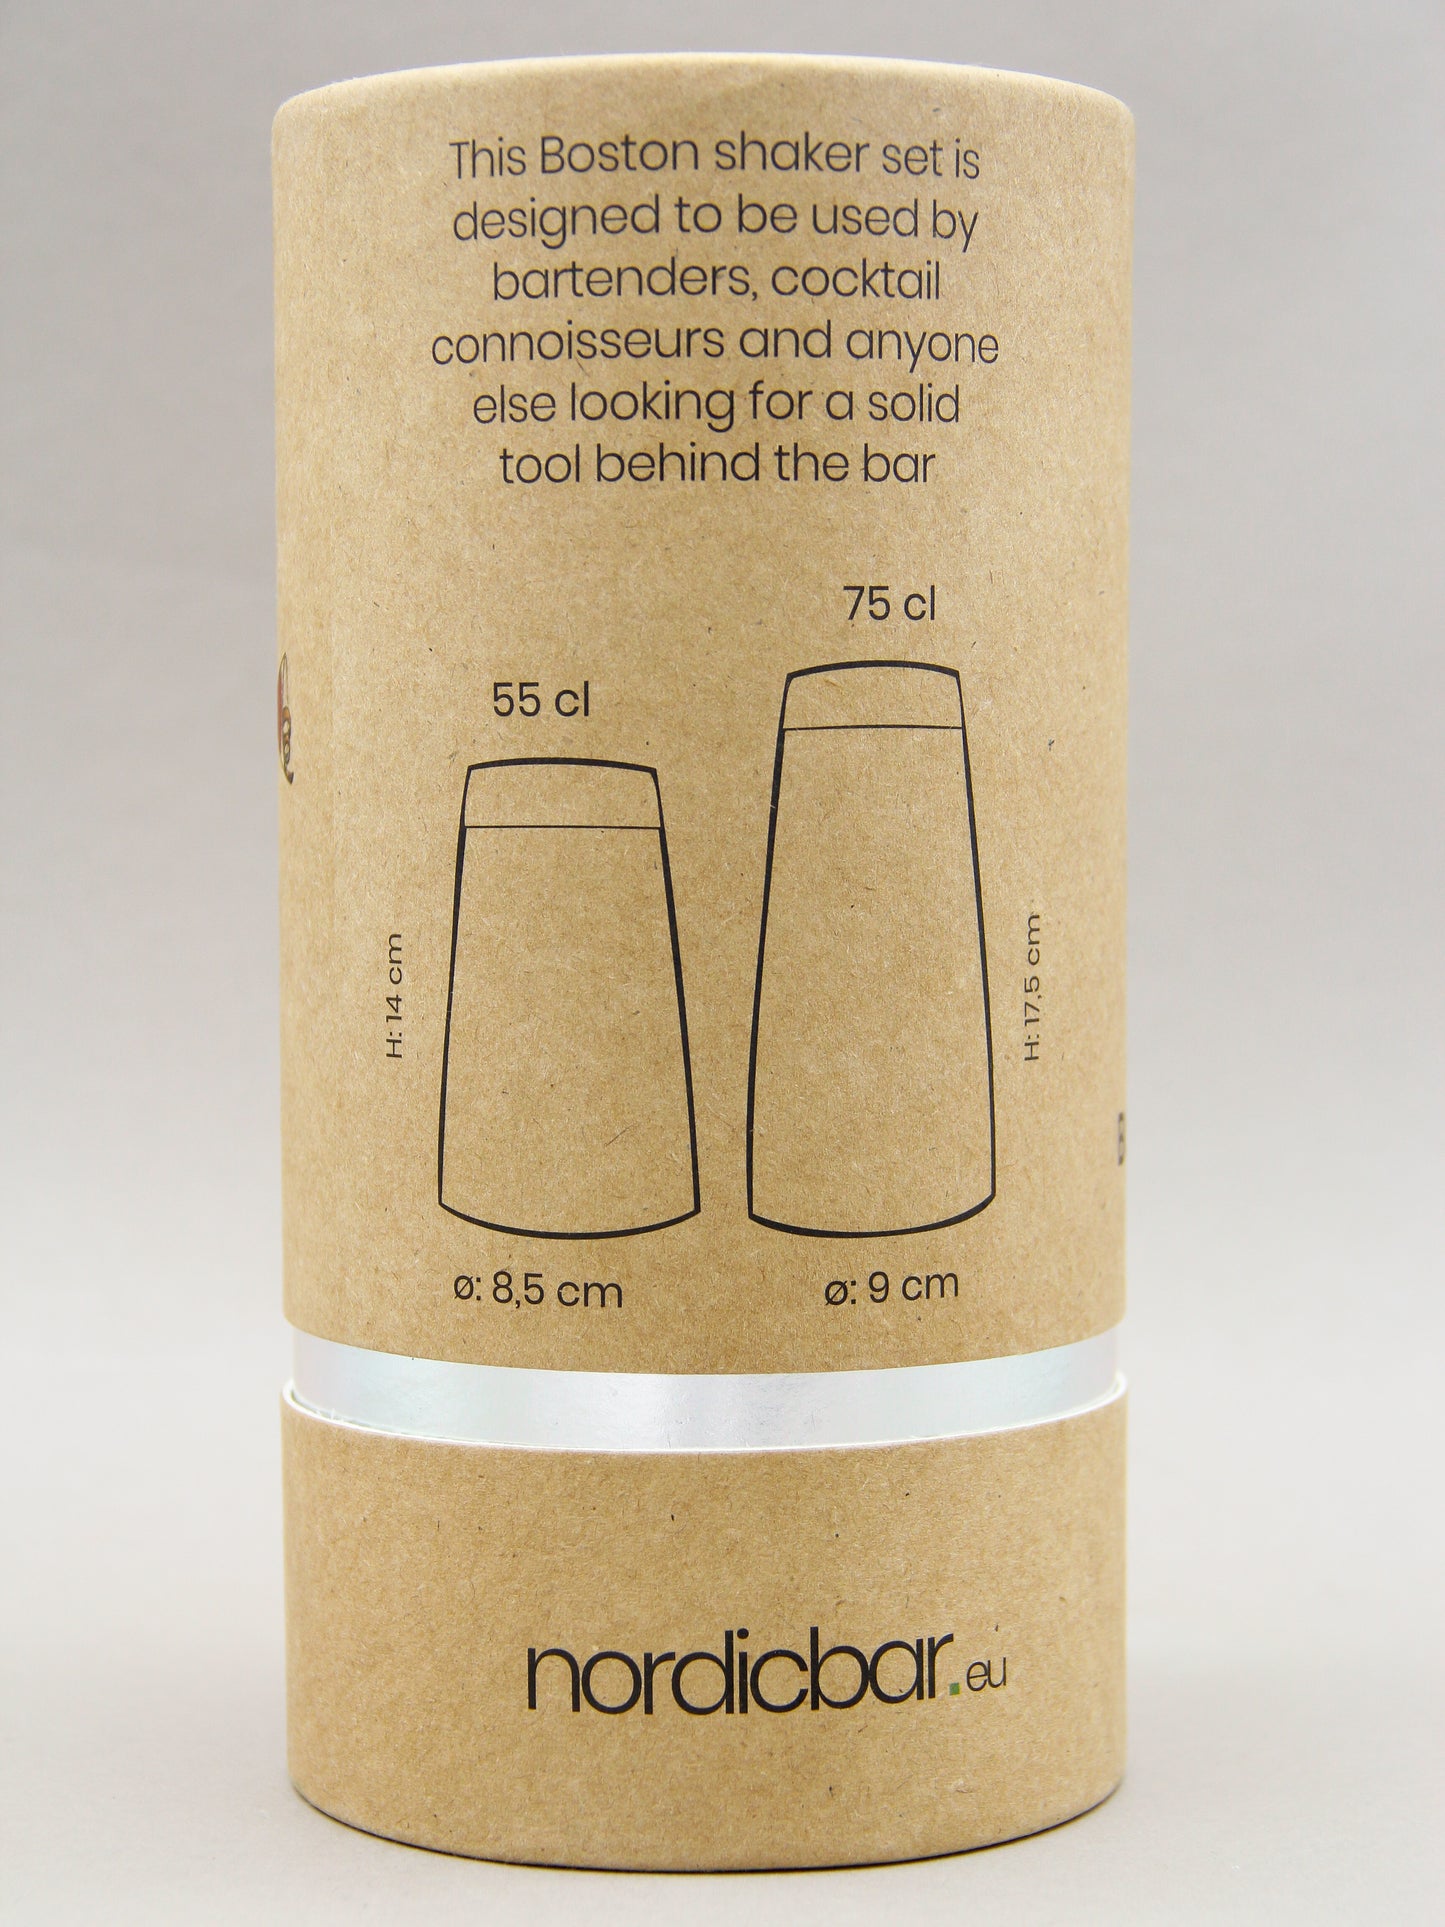 This Boston shaker set is
designed to be used by
bartenders, cocktail
connoisseurs and anyone
else looking for a solid
tool behind the bar
75 cl
55 cl
H: 14 cm
H: 17,5 cm
ø: 8,5 cm
ø: 9 cm
nordicbar.eu